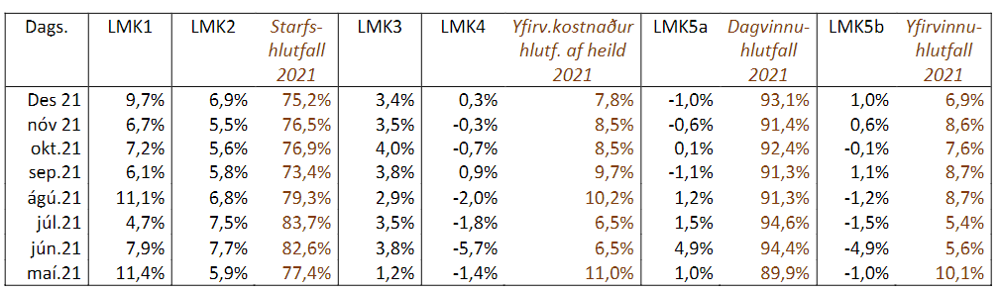 Dags. LMK1 LMK2 Starfs- LMK3 LMK4 Yfirv.kostnaður LMK5a Dagvinnu- LMK5b Yfirvinnu-
hlutfall hlutf. af heild hlutfall hlutfall
2021 2021 2021 2021
Des 21 9,7% 6,9% 75,2% 3,4% 0,3% 7,8% -1,0% 93,1% 1,0% 6,9%
nóv 21 6,7% 5,5% 76,5% 3,5% -0,3% 8,5% -0,6% 91,4% 0,6% 8,6%
okt.21 7,2% 5,6% 76,9% 4,0% -0,7% 8,5% 0,1% 92,4% -0,1% 7,6%
sep.21 6,1% 5,8% 73,4% 3,8% 0,9% 9,7% -1,1% 91,3% 1,1% 8,7%
ágú.21 11,1% 6,8% 79,3% 2,9% -2,0% 10,2% 1,2% 91,3% -1,2% 8,7%
júl.21 4,7% 7,5% 83,7% 3,5% -1,8% 6,5% 1,5% 94,6% -1,5% 5,4%
jún.21 7,9% 7,7% 82,6% 3,8% -5,7% 6,5% 4,9% 94,4% -4,9% 5,6%
maí.21 11,4% 5,9% 77,4% 1,2% -1,4% 11,0% 1,0% 89,9% -1,0% 10,1%